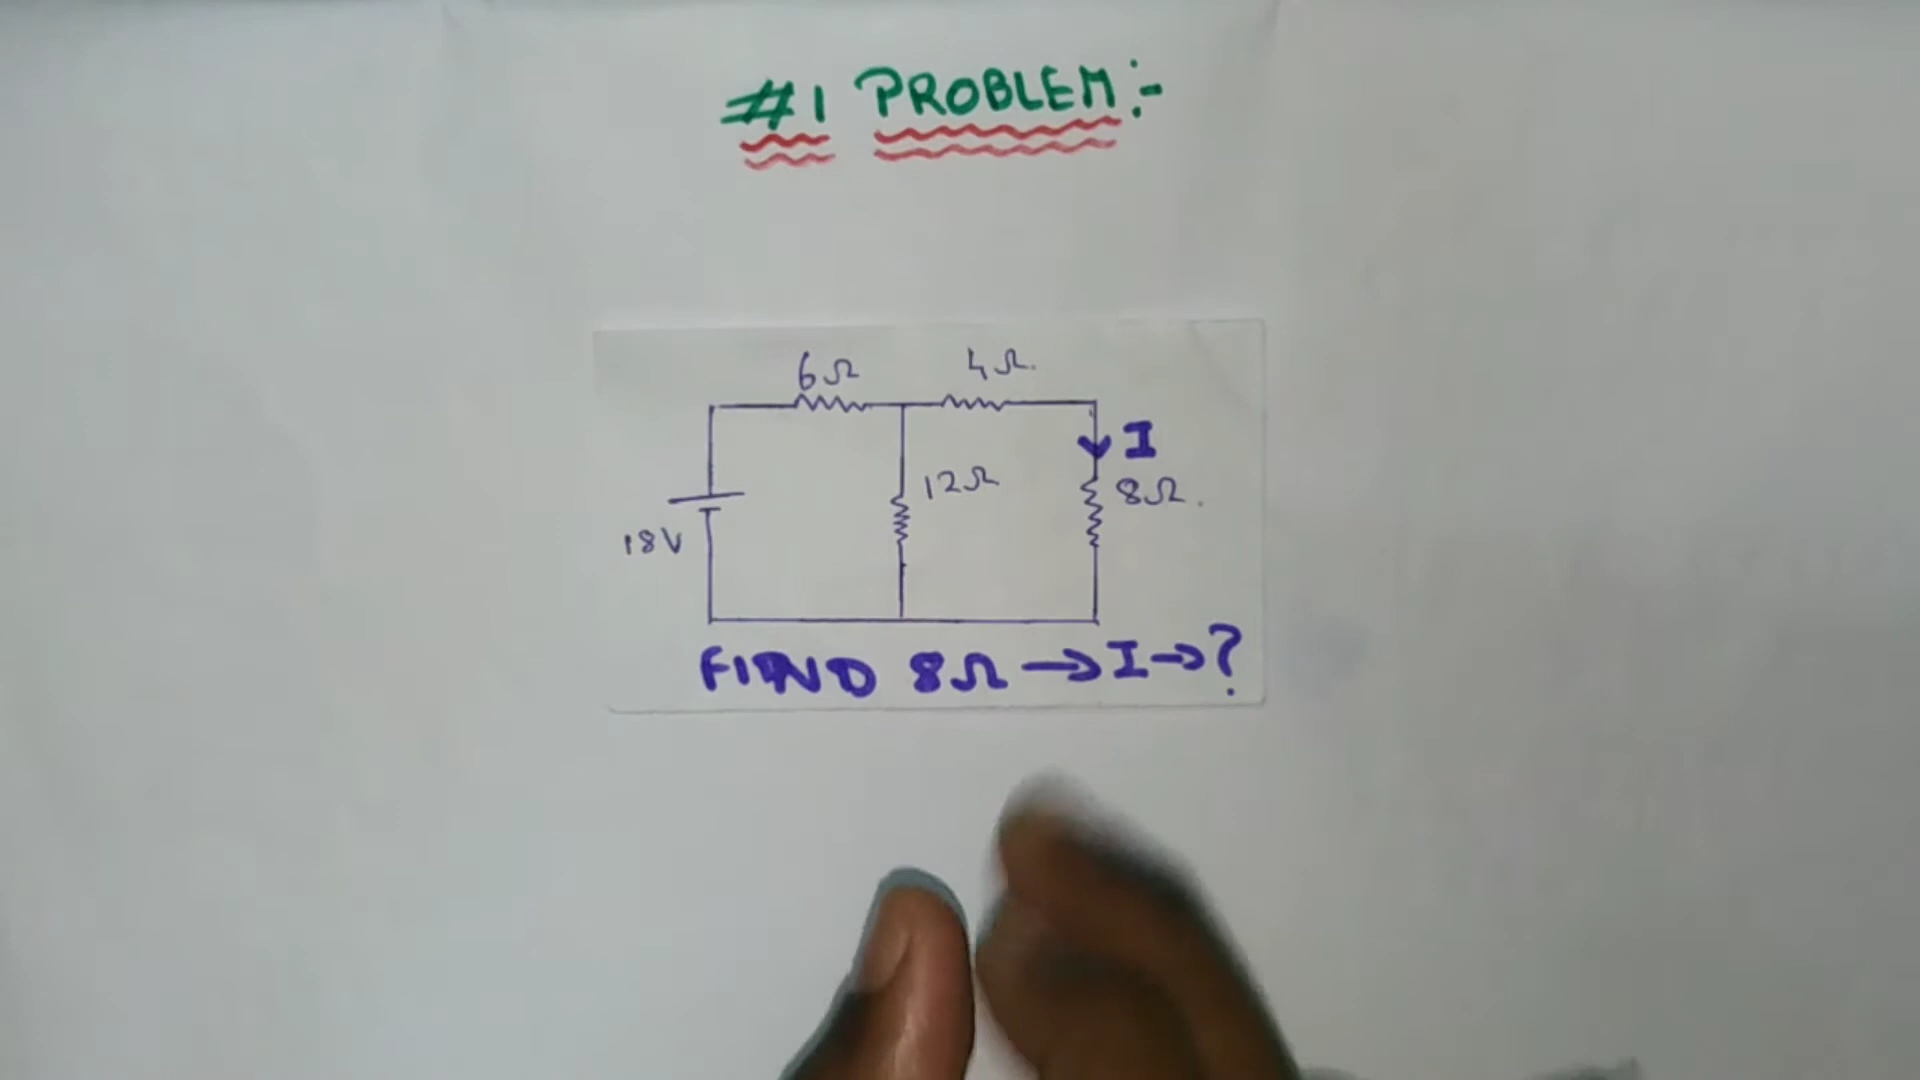 #1 PROBLEM:-
6Ω 4Ω.
I
12Ω 8Ω.
18V
FIND 8Ω → I → ?